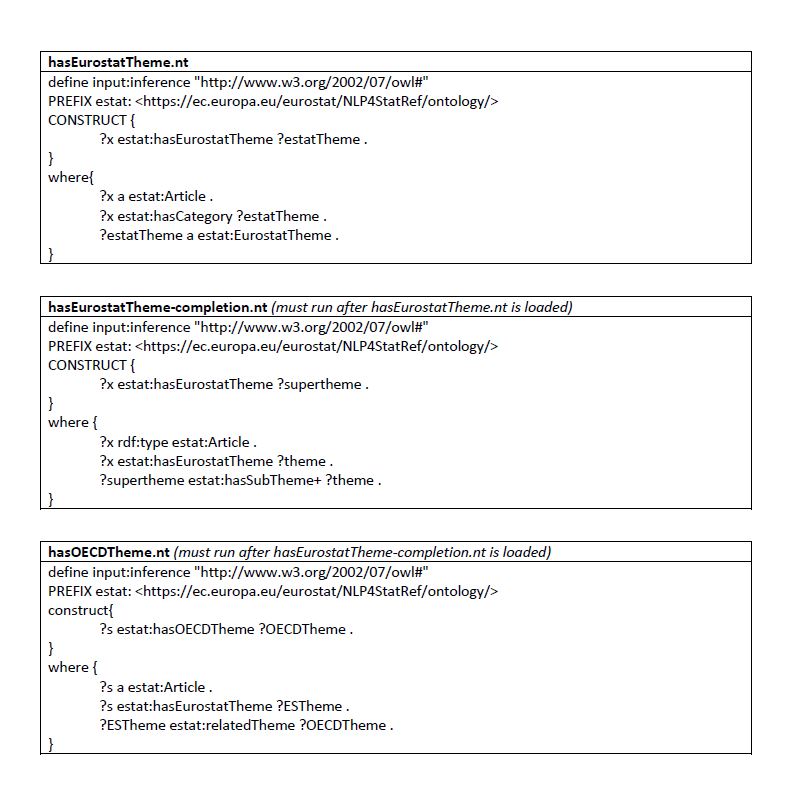 hasEurostatTheme.nt
define input:inference "http://www.w3.org/2002/07/owl#"
PREFIX estat: <https://ec.europa.eu/eurostat/NLP4StatRef/ontology/>
CONSTRUCT {
?x estat:hasEurostatTheme ?estatTheme .
}
where{
?x a estat:Article .
?x estat:hasCategory ?estatTheme .
?estatTheme a estat:EurostatTheme .
}
hasEurostatTheme-completion.nt (must run after hasEurostatTheme.nt is loaded)
define input:inference "http://www.w3.org/2002/07/owl#"
PREFIX estat: <https://ec.europa.eu/eurostat/NLP4StatRef/ontology/>
CONSTRUCT {
?x estat:hasEurostatTheme ?supertheme .
}
where {
?x rdf:type estat:Article .
?x estat:hasEurostatTheme ?theme .
?supertheme estat:hasSubTheme+ ?theme .
}
hasOECDTheme.nt (must run after hasEurostatTheme-completion.nt is loaded)
define input:inference "http://www.w3.org/2002/07/owl#"
PREFIX estat: <https://ec.europa.eu/eurostat/NLP4StatRef/ontology/>
construct{
?s estat:hasOECDTheme ?OECDTheme .
}
where {
?s a estat:Article .
?s estat:hasEurostatTheme ?ESTheme .
?ESTheme estat:relatedTheme ?OECDTheme .
}